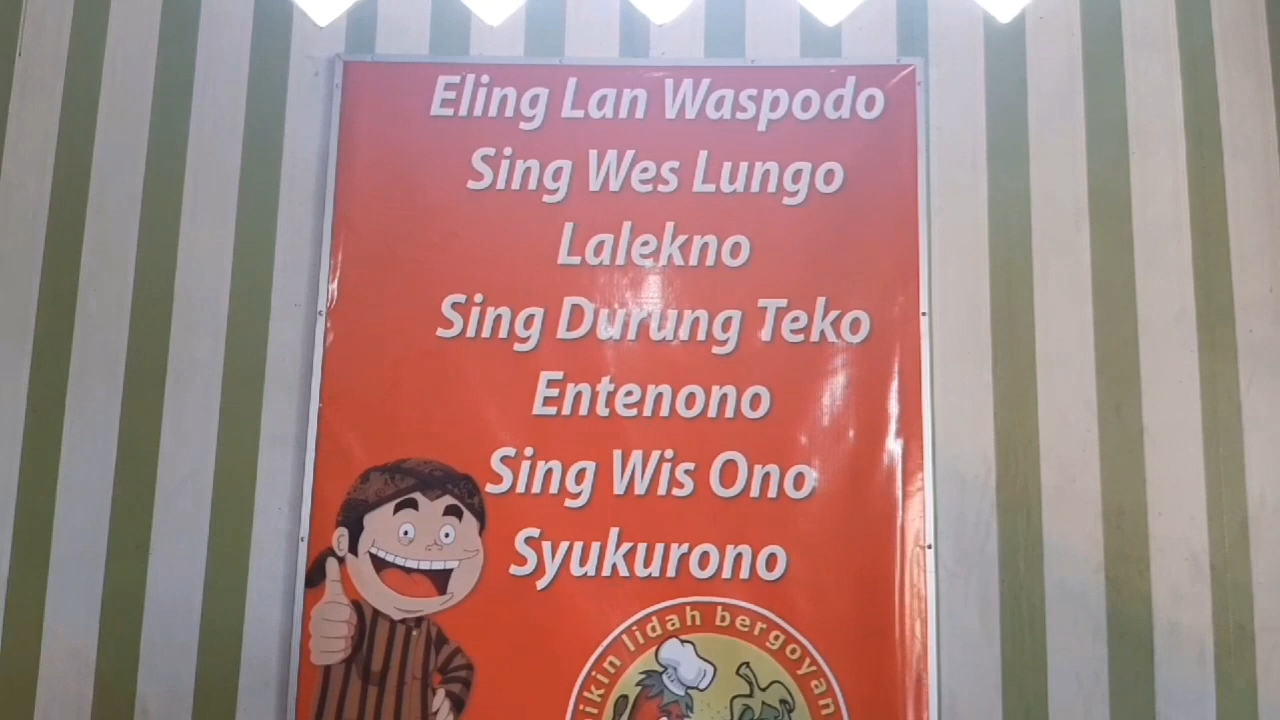 Eling Lan Waspodo
Sing Wes Lungo
Lalekno
Sing Durung Teko
Entenono
Sing Wis Ono
Syukurono
lidah bergoyan